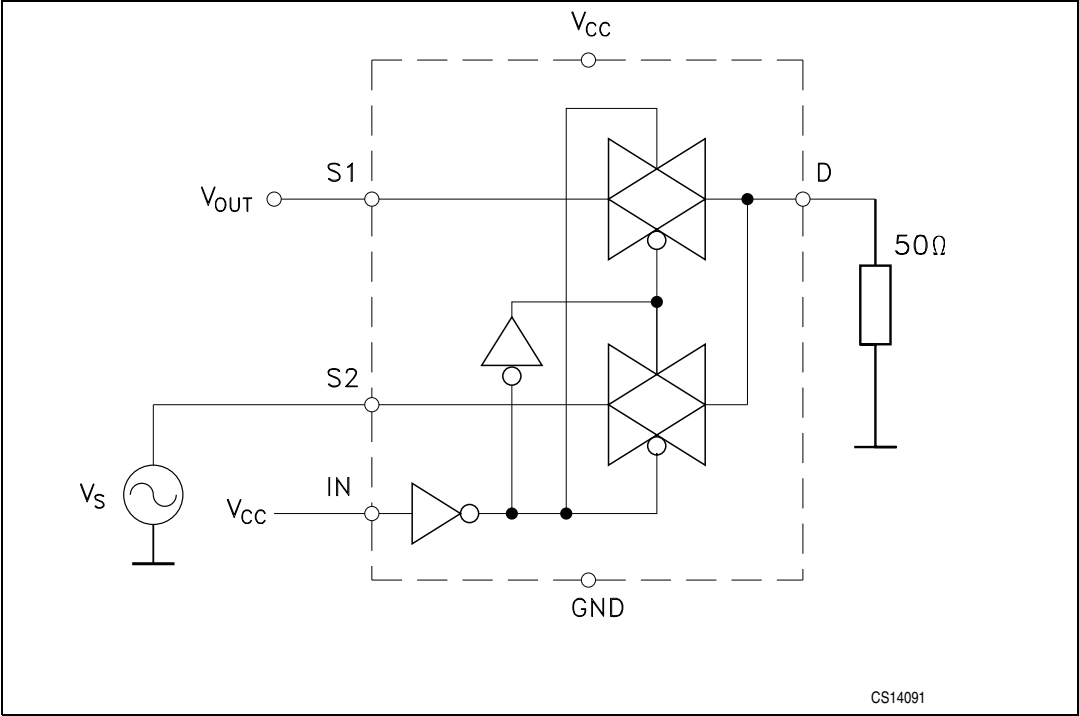 VCC
S1
D
VOUT
50Ω
S2
IN
VS
VCC
GND
CS14091